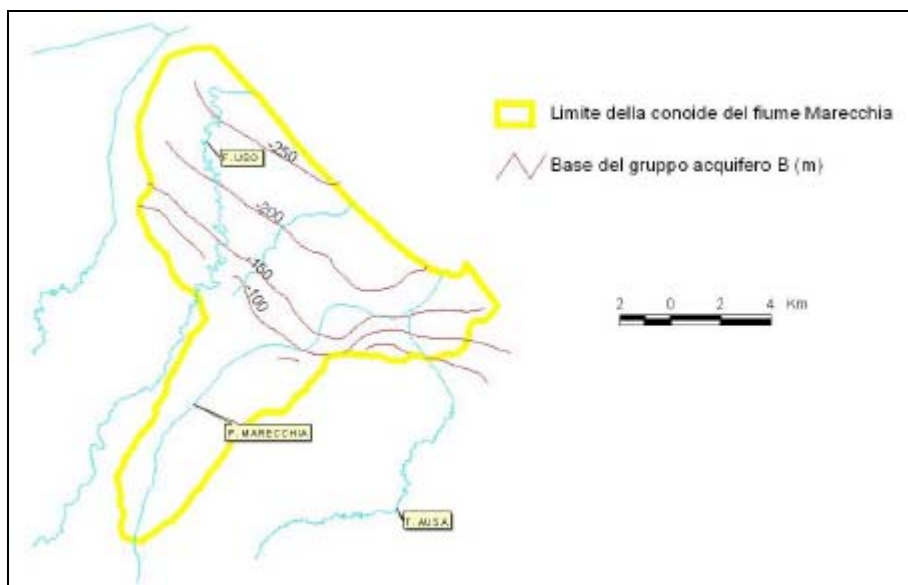 Limite della conoide del fiume Marecchia
Base del gruppo acquifero B (m)
-250
F. USO
-200
-150
-100
2 0 2 4 Km
F. MARECCHIA
T. AUSA